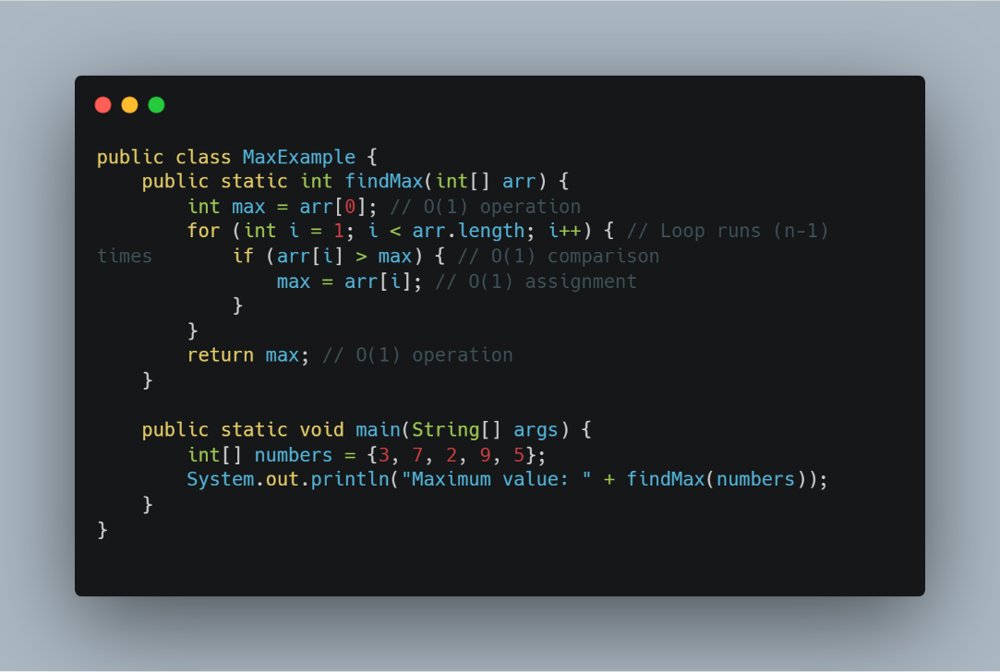 public class MaxExample {
    public static int findMax(int[] arr) {
        int max = arr[0]; // O(1) operation
        for (int i = 1; i < arr.length; i++) { // Loop runs (n-1)
times       if (arr[i] > max) { // O(1) comparison
                max = arr[i]; // O(1) assignment
            }
        }
        return max; // O(1) operation
    }

    public static void main(String[] args) {
        int[] numbers = {3, 7, 2, 9, 5};
        System.out.println("Maximum value: " + findMax(numbers));
    }
}